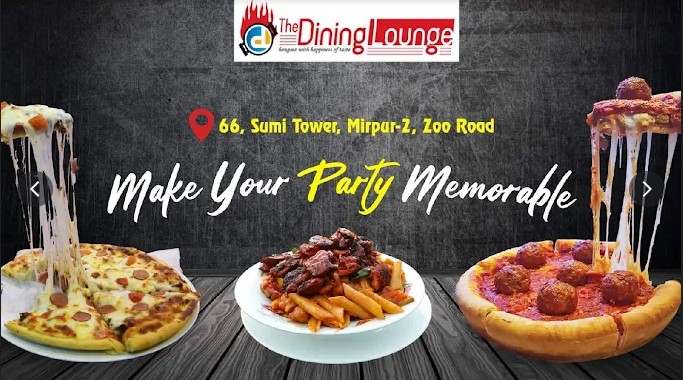 The Dining Lounge
hangout with happiness of taste
66, Sumi Tower, Mirpur-2, Zoo Road
Make Your Party Memorable